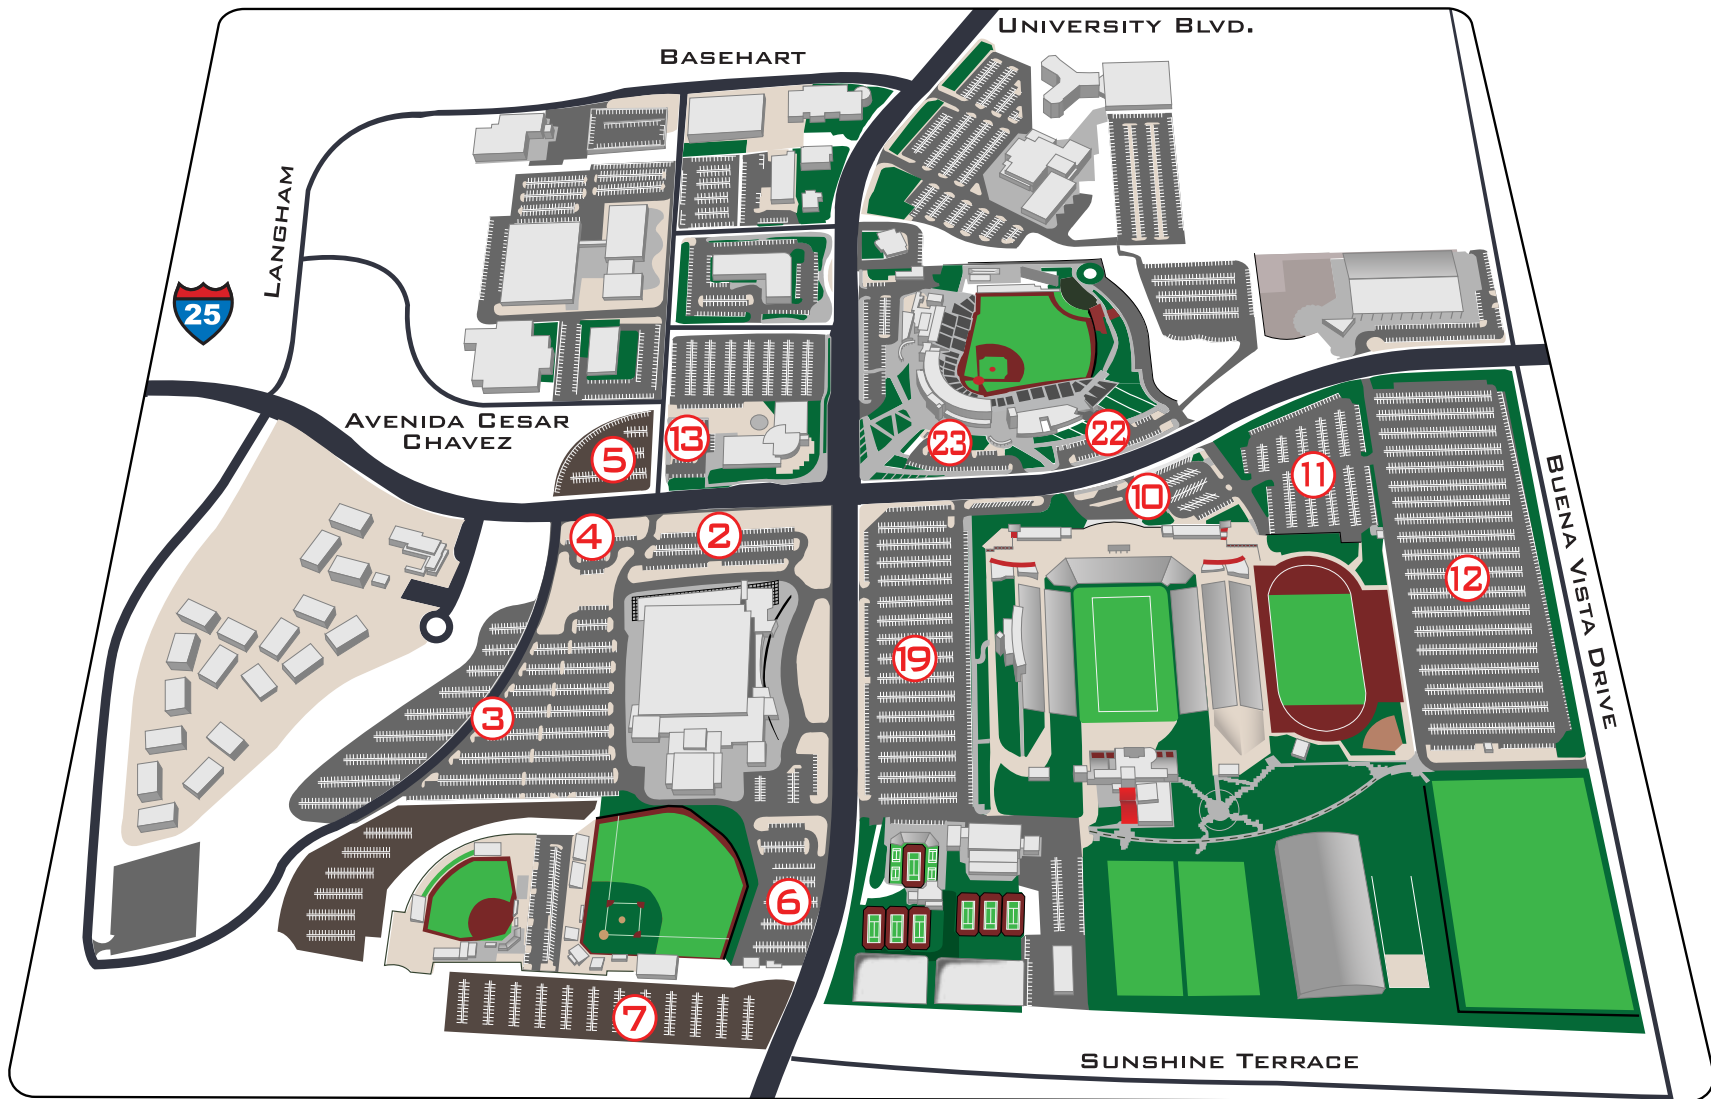 UNIVERSITY BLVD.
BASEHART
LANGHAM
25
AVENIDA CESAR
CHAVEZ
5
13
23
22
10
11
12
4
2
19
3
6
7
BUENA VISTA DRIVE
SUNSHINE TERRACE